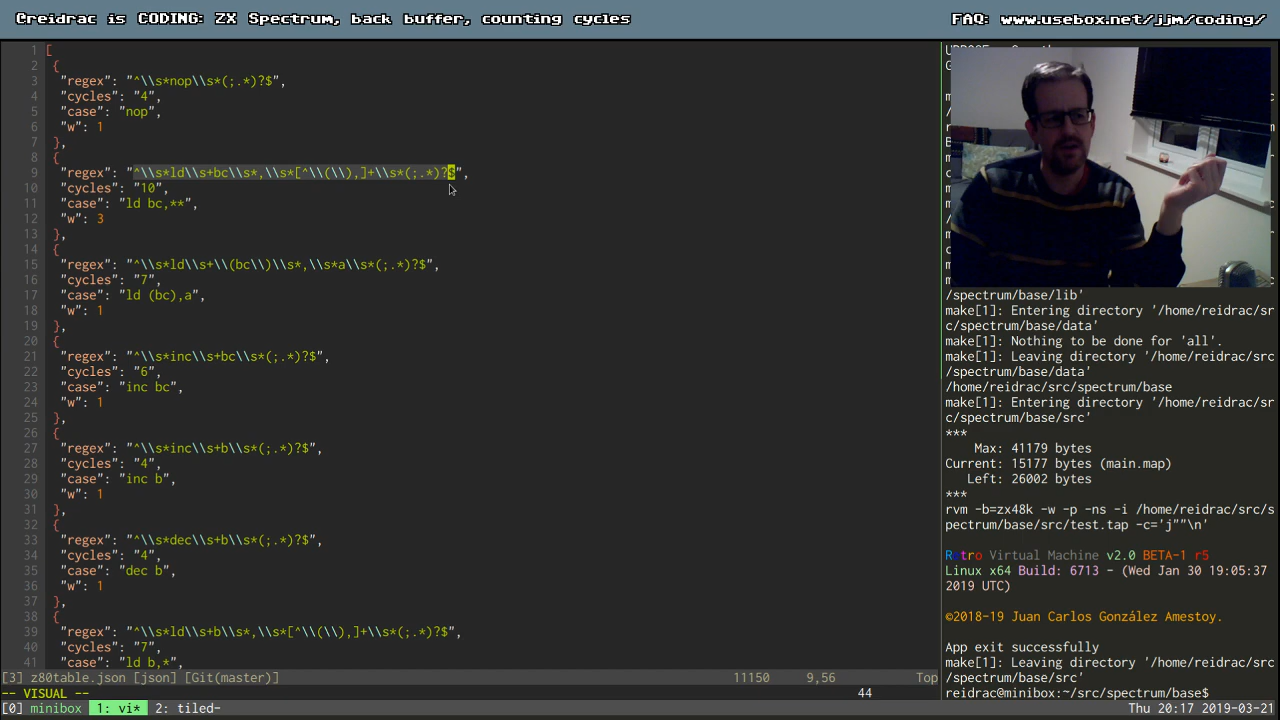 @reidrac is CODING: ZX Spectrum, back buffer, counting cycles
FAQ: www.usebox.net/jjm/coding/
1 [
2 {
3 "regex": "^\\s*nop\\s*(;.*)?$",
4 "cycles": "4",
5 "case": "nop",
6 "w": 1
7 },
8 {
9 "regex": "^\\s*ld\\s+bc\\s*,\\s*[^\\(\\),]+\\s*(;.*)?$",
10 "cycles": "10",
11 "case": "ld bc,**",
12 "w": 3
13 },
14 {
15 "regex": "^\\s*ld\\s+\\(bc\\)\\s*,\\s*a\\s*(;.*)?$",
16 "cycles": "7",
17 "case": "ld (bc),a",
18 "w": 1
19 },
20 {
21 "regex": "^\\s*inc\\s+bc\\s*(;.*)?$",
22 "cycles": "6",
23 "case": "inc bc",
24 "w": 1
25 },
26 {
27 "regex": "^\\s*inc\\s+b\\s*(;.*)?$",
28 "cycles": "4",
29 "case": "inc b",
30 "w": 1
31 },
32 {
33 "regex": "^\\s*dec\\s+b\\s*(;.*)?$",
34 "cycles": "4",
35 "case": "dec b",
36 "w": 1
37 },
38 {
39 "regex": "^\\s*ld\\s+b\\s*,\\s*[^\\(\\),]+\\s*(;.*)?$",
40 "cycles": "7",
41 "case": "ld b,*"
[3] z80table.json [json] [Git(master)] 11150 9,56 Top
-- VISUAL -- 44
/spectrum/base/lib'
make[1]: Entering directory '/home/reidrac/sr
c/spectrum/base/data'
make[1]: Nothing to be done for 'all'.
make[1]: Leaving directory '/home/reidrac/src
/spectrum/base/data'
/home/reidrac/src/spectrum/base
make[1]: Entering directory '/home/reidrac/sr
c/spectrum/base/src'
***
Max: 41179 bytes
Current: 15177 bytes (main.map)
Left: 26002 bytes
***
rvm -b=zx48k -w -p -ns -i /home/reidrac/src/s
pectrum/base/src/test.tap -c='j""\n'
Retro Virtual Machine v2.0 BETA-1 r5
Linux x64 Build: 6713 - (Wed Jan 30 19:05:37
2019 UTC)
©2018-19 Juan Carlos González Amestoy.
App exit successfully
make[1]: Leaving directory '/home/reidrac/src
/spectrum/base/src'
reidrac@minibox:~/src/spectrum/base$
[0] minibox 1: vi* 2: tiled- Thu 20:17 2019-03-21